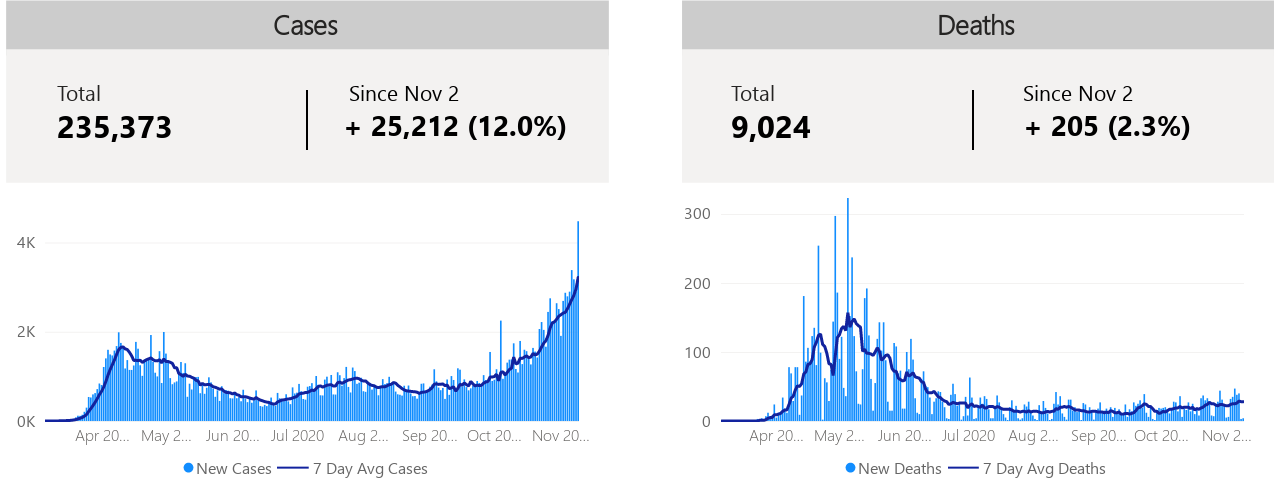 Cases
Total
235,373
Since Nov 2
+ 25,212 (12.0%)
4K
2K
0K
Apr 20... May 2... Jun 20... Jul 2020 Aug 2... Sep 20... Oct 20... Nov 20...
New Cases 7 Day Avg Cases
Deaths
Total
9,024
Since Nov 2
+ 205 (2.3%)
300
200
100
0
Apr 20... May 2... Jun 20... Jul 2020 Aug 2... Sep 20... Oct 20... Nov 2...
New Deaths 7 Day Avg Deaths